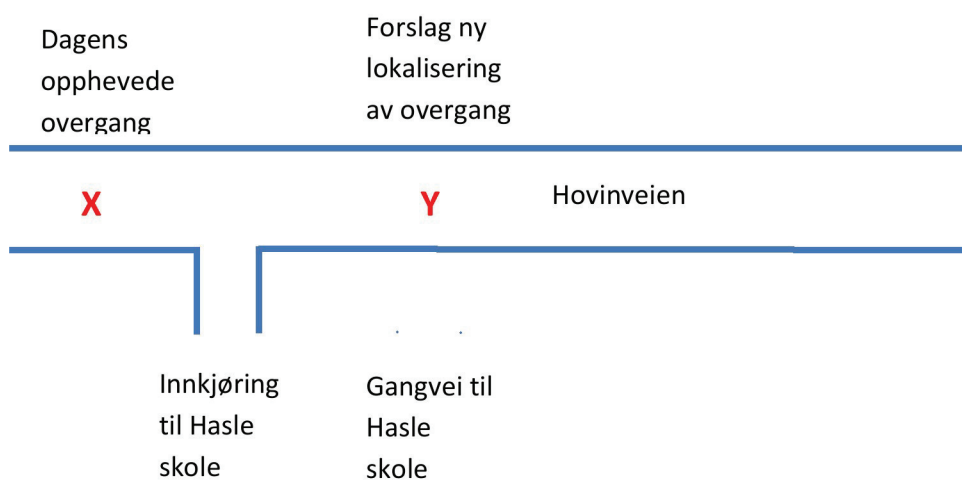 Dagens
opphevede
overgang
Forslag ny
lokalisering
av overgang
X
Y
Hovinveien
Innkjøring
til Hasle
skole
Gangvei til
Hasle
skole